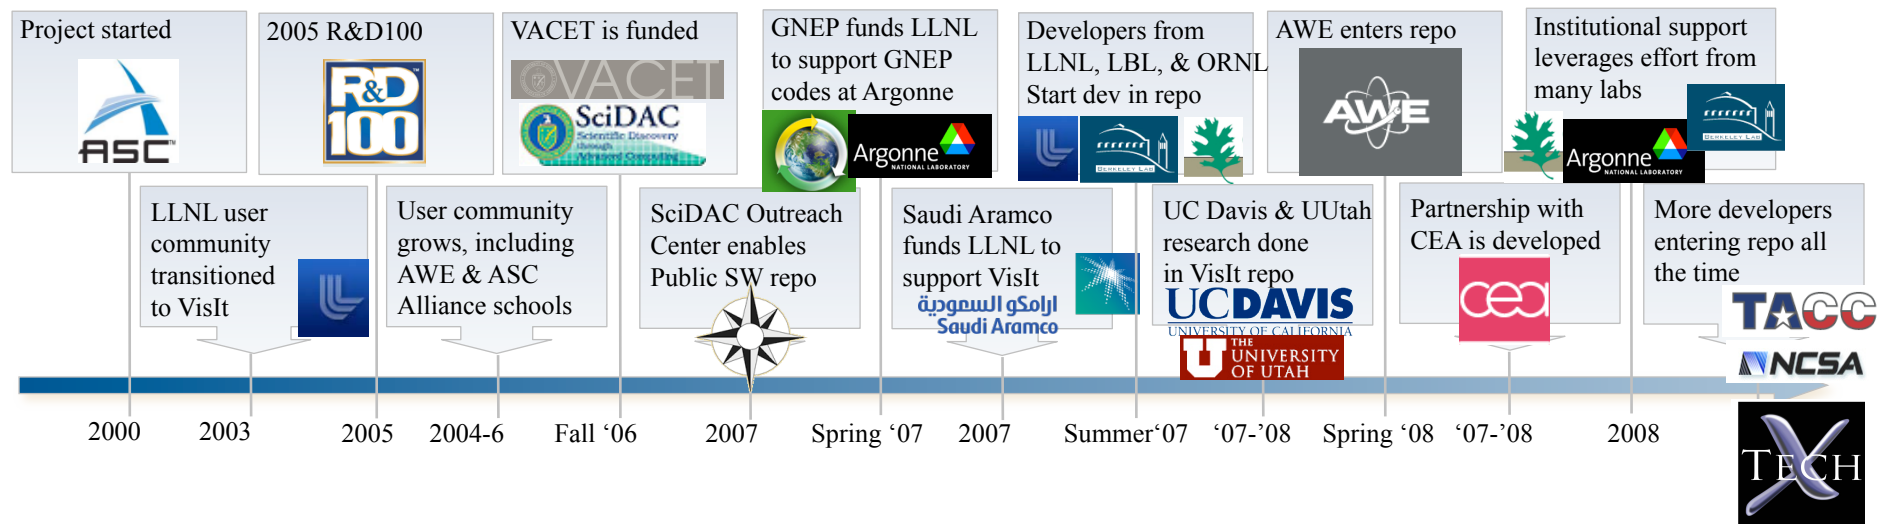 Project started
ASC™
2005 R&D100
R&D
100
VACET is funded
VACET
SciDAC
Scientific Discovery
through
Advanced Computing
GNEP funds LLNL
to support GNEP
codes at Argonne
Argonne
NATIONAL LABORATORY
Developers from
LLNL, LBL, & ORNL
Start dev in repo
BERKELEY LAB
AWE enters repo
AWE
Institutional support
leverages effort from
many labs
Argonne
NATIONAL LABORATORY
BERKELEY LAB
LLNL user
community
transitioned
to VisIt
User community
grows, including
AWE & ASC
Alliance schools
SciDAC Outreach
Center enables
Public SW repo
Saudi Aramco
funds LLNL to
support VisIt
ارامكو السعودية
Saudi Aramco
UC Davis & UUtah
research done
in VisIt repo
UCDAVIS
UNIVERSITY OF CALIFORNIA
THE
UNIVERSITY
OF UTAH
Partnership with
CEA is developed
cea
More developers
entering repo all
the time
TACC
NCSA
2000
2003
2005
2004-6
Fall ‘06
2007
Spring ‘07
2007
Summer‘07
‘07-‘08
Spring ‘08
‘07-‘08
2008
TECH
X